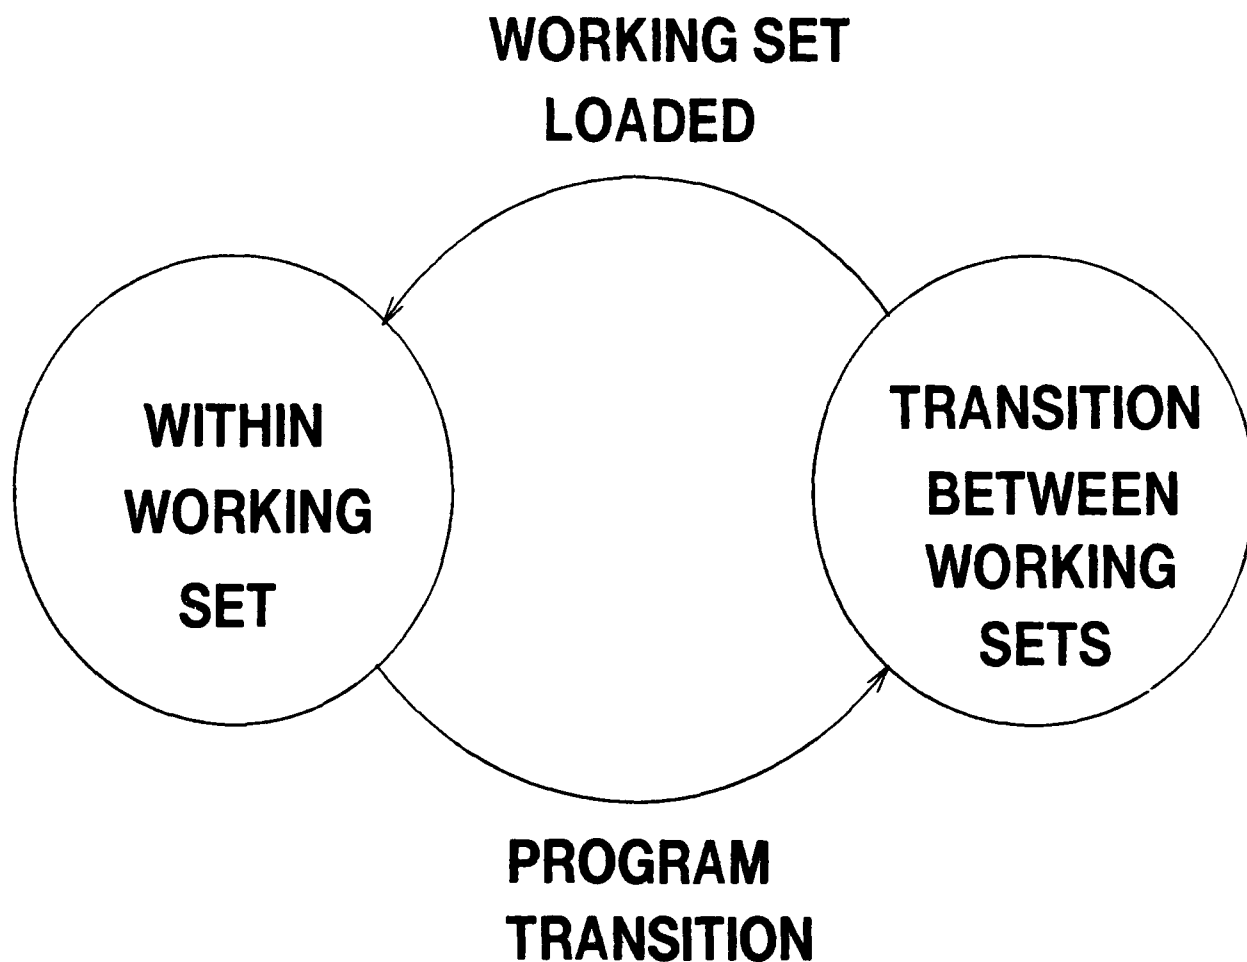 WORKING SET
LOADED
WITHIN
WORKING
SET
TRANSITION
BETWEEN
WORKING
SETS
PROGRAM
TRANSITION